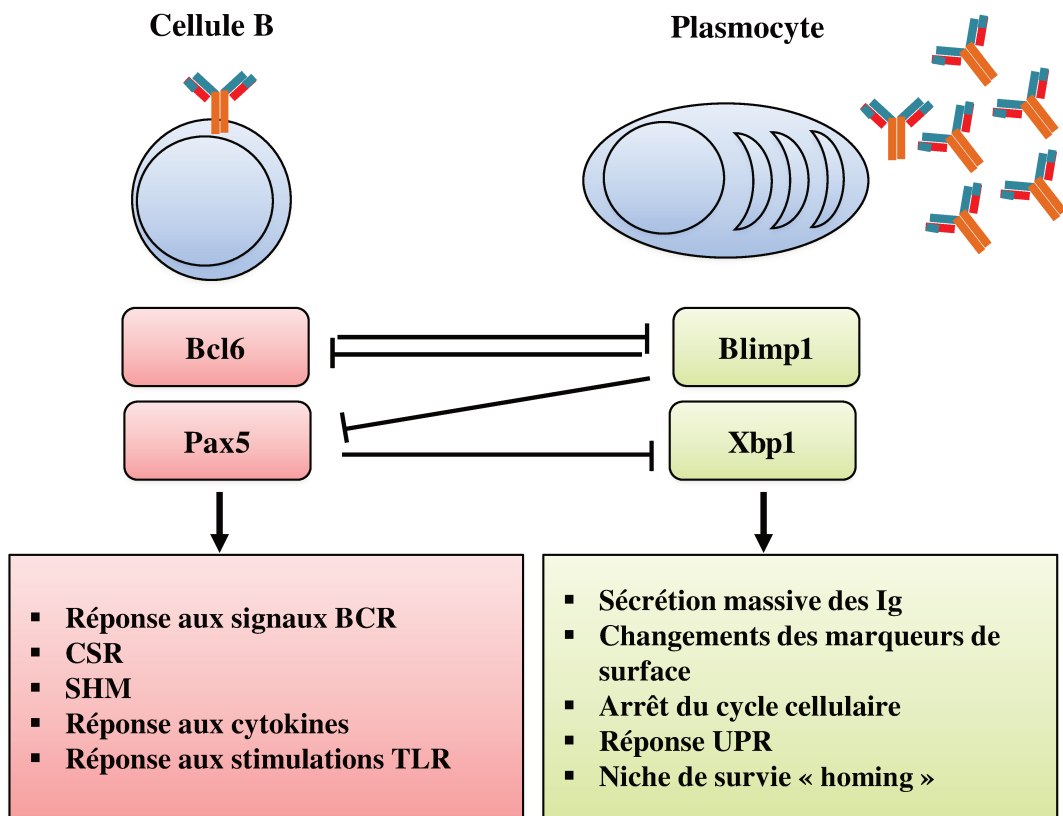 Cellule B
Plasmocyte
Bcl6
Blimp1
Pax5
Xbp1
▪ Réponse aux signaux BCR
▪ CSR
▪ SHM
▪ Réponse aux cytokines
▪ Réponse aux stimulations TLR
▪ Sécrétion massive des Ig
▪ Changements des marqueurs de
surface
▪ Arrêt du cycle cellulaire
▪ Réponse UPR
▪ Niche de survie « homing »